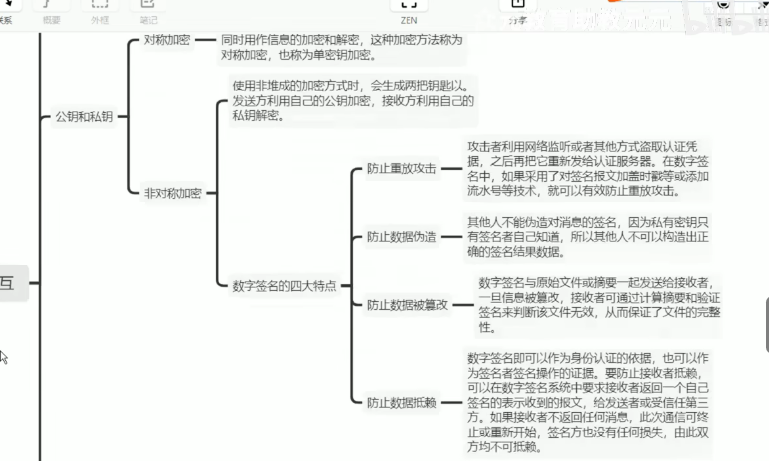 联系
概要
外框
笔记
ZEN
分享
对称加密
同时用作信息的加密和解密，这种加密方法称为
对称加密，也称为单密钥加密。
公钥和私钥
使用非堆成的加密方式时，会生成两把钥匙以。
发送方利用自己的公钥加密，接收方利用自己的
私钥解密。
非对称加密
数字签名的四大特点
防止重放攻击
攻击者利用网络监听或者其他方式盗取认证凭
据，之后再把它重新发给认证服务器。在数字签
名中，如果采用了对签名报文加盖时戳等或添加
流水号等技术，就可以有效防止重放攻击。
防止数据伪造
其他人不能伪造对消息的签名，因为私有密钥只
有签名者自己知道，所以其他人不可以构造出正
确的签名结果数据。
防止数据被篡改
数字签名与原始文件或摘要一起发送给接收者，
一旦信息被篡改，接收者可通过计算摘要和验证
签名来判断该文件无效，从而保证了文件的完整
性。
防止数据抵赖
数字签名即可以作为身份认证的依据，也可以作
为签名者签名操作的证据。要防止接收者抵赖，
可以在数字签名系统中要求接收者返回一个自己
签名的表示收到的报文，给发送者或受信任第三
方。如果接收者不返回任何消息，此次通信可终
止或重新开始，签名方也没有任何损失，由此双
方均不可抵赖。
互